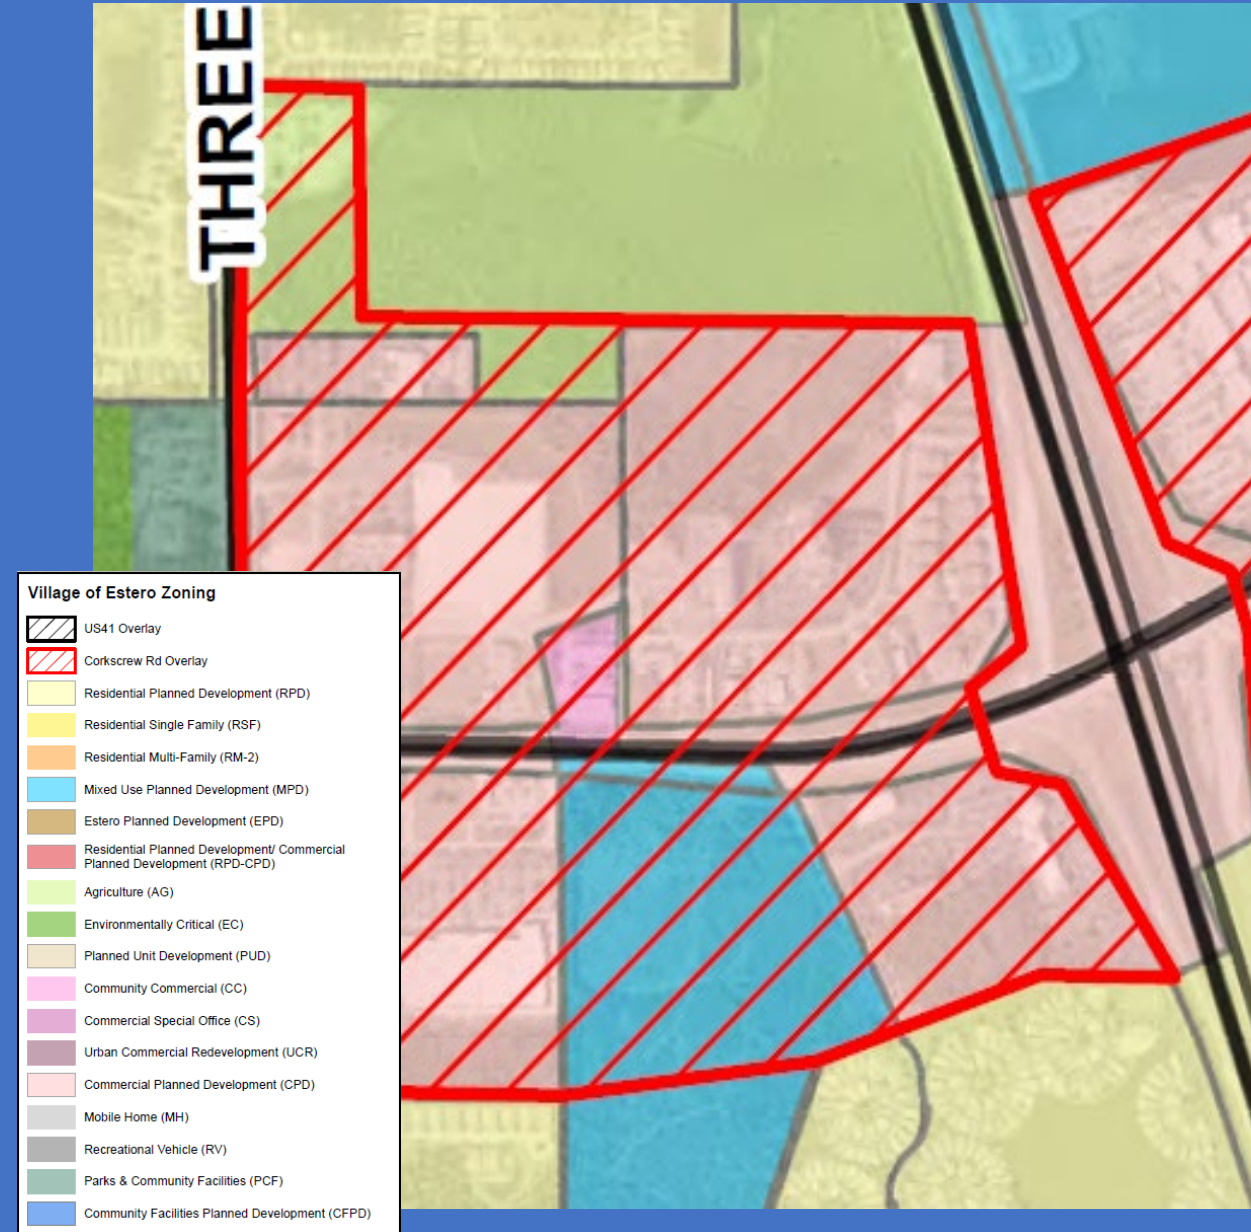 THREE
Village of Estero Zoning
US41 Overlay
Corkscrew Rd Overlay
Residential Planned Development (RPD)
Residential Single Family (RSF)
Residential Multi-Family (RM-2)
Mixed Use Planned Development (MPD)
Estero Planned Development (EPD)
Residential Planned Development/ Commercial
Planned Development (RPD-CPD)
Agriculture (AG)
Environmentally Critical (EC)
Planned Unit Development (PUD)
Community Commercial (CC)
Commercial Special Office (CS)
Urban Commercial Redevelopment (UCR)
Commercial Planned Development (CPD)
Mobile Home (MH)
Recreational Vehicle (RV)
Parks & Community Facilities (PCF)
Community Facilities Planned Development (CFPD)